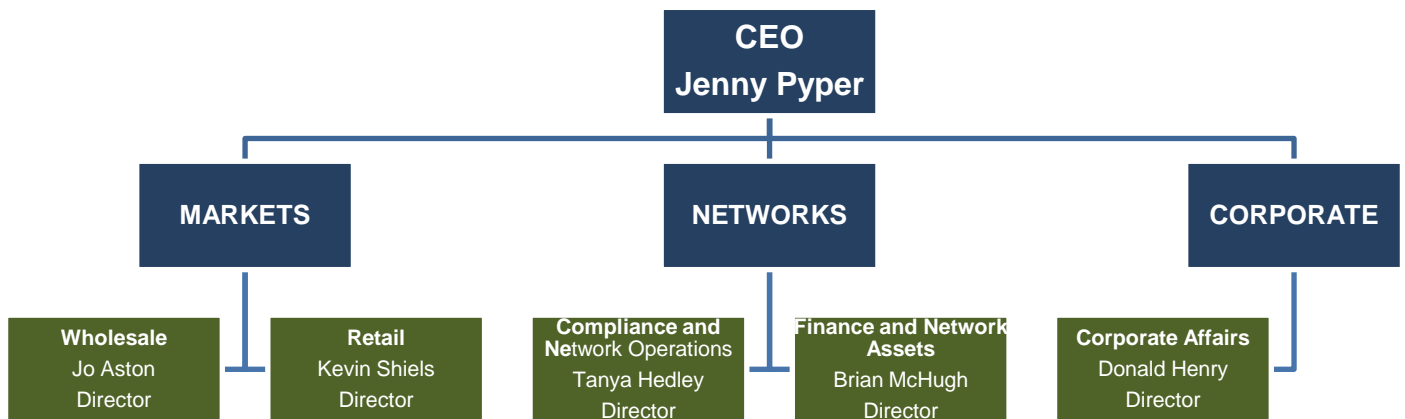 CEO
Jenny Pyper
MARKETS
NETWORKS
CORPORATE
Wholesale
Jo Aston
Director
Retail
Kevin Shiels
Director
Compliance and
Network Operations
Tanya Hedley
Director
Finance and Network
Assets
Brian McHugh
Director
Corporate Affairs
Donald Henry
Director